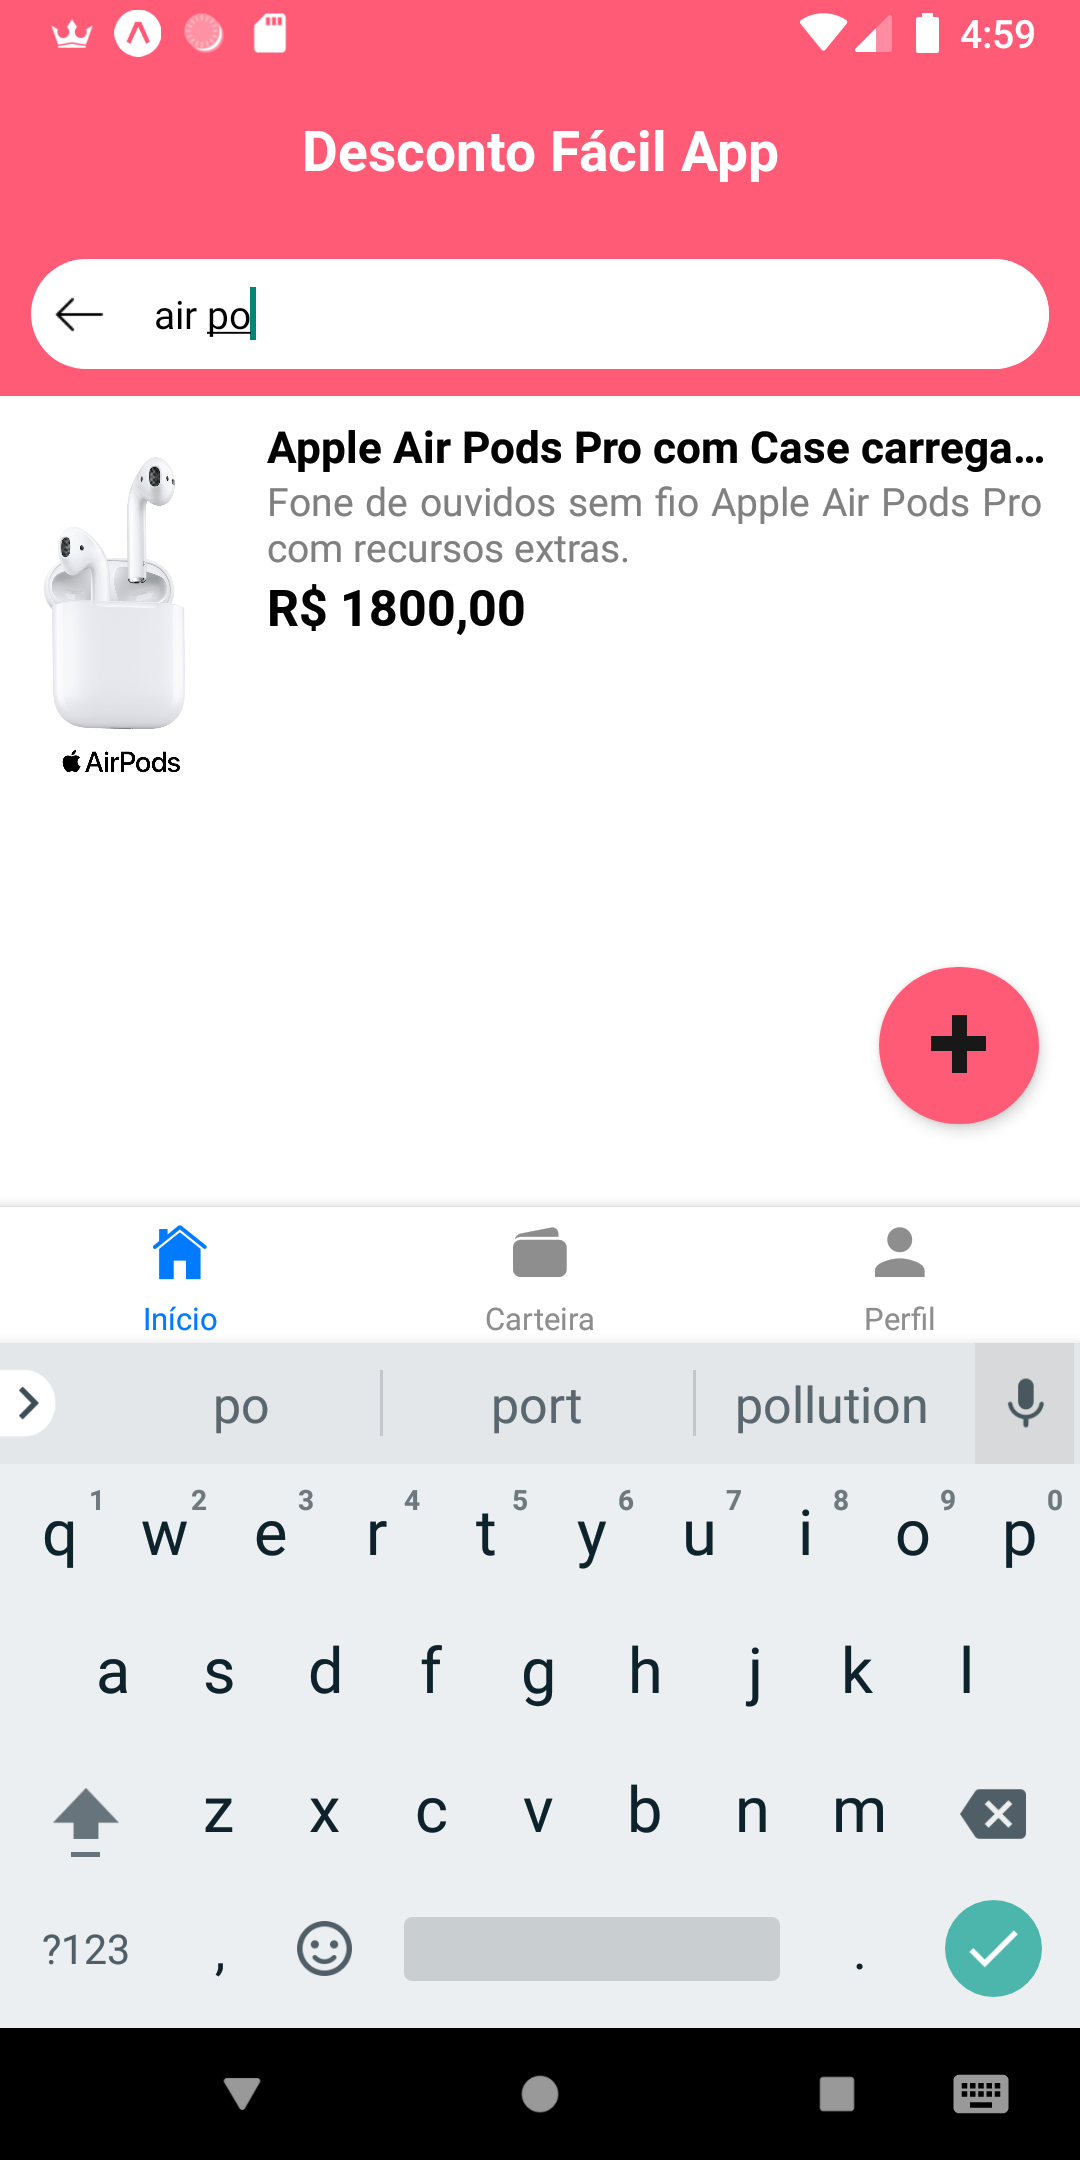 4:59
Desconto Fácil App
air po
Apple Air Pods Pro com Case carrega...
Fone de ouvidos sem fio Apple Air Pods Pro
com recursos extras.
R$ 1800,00
AirPods
Início Carteira Perfil
po port pollution
1 2 3 4 5 6 7 8 9 0
q w e r t y u i o p
a s d f g h j k l
z x c v b n m
?123 , .